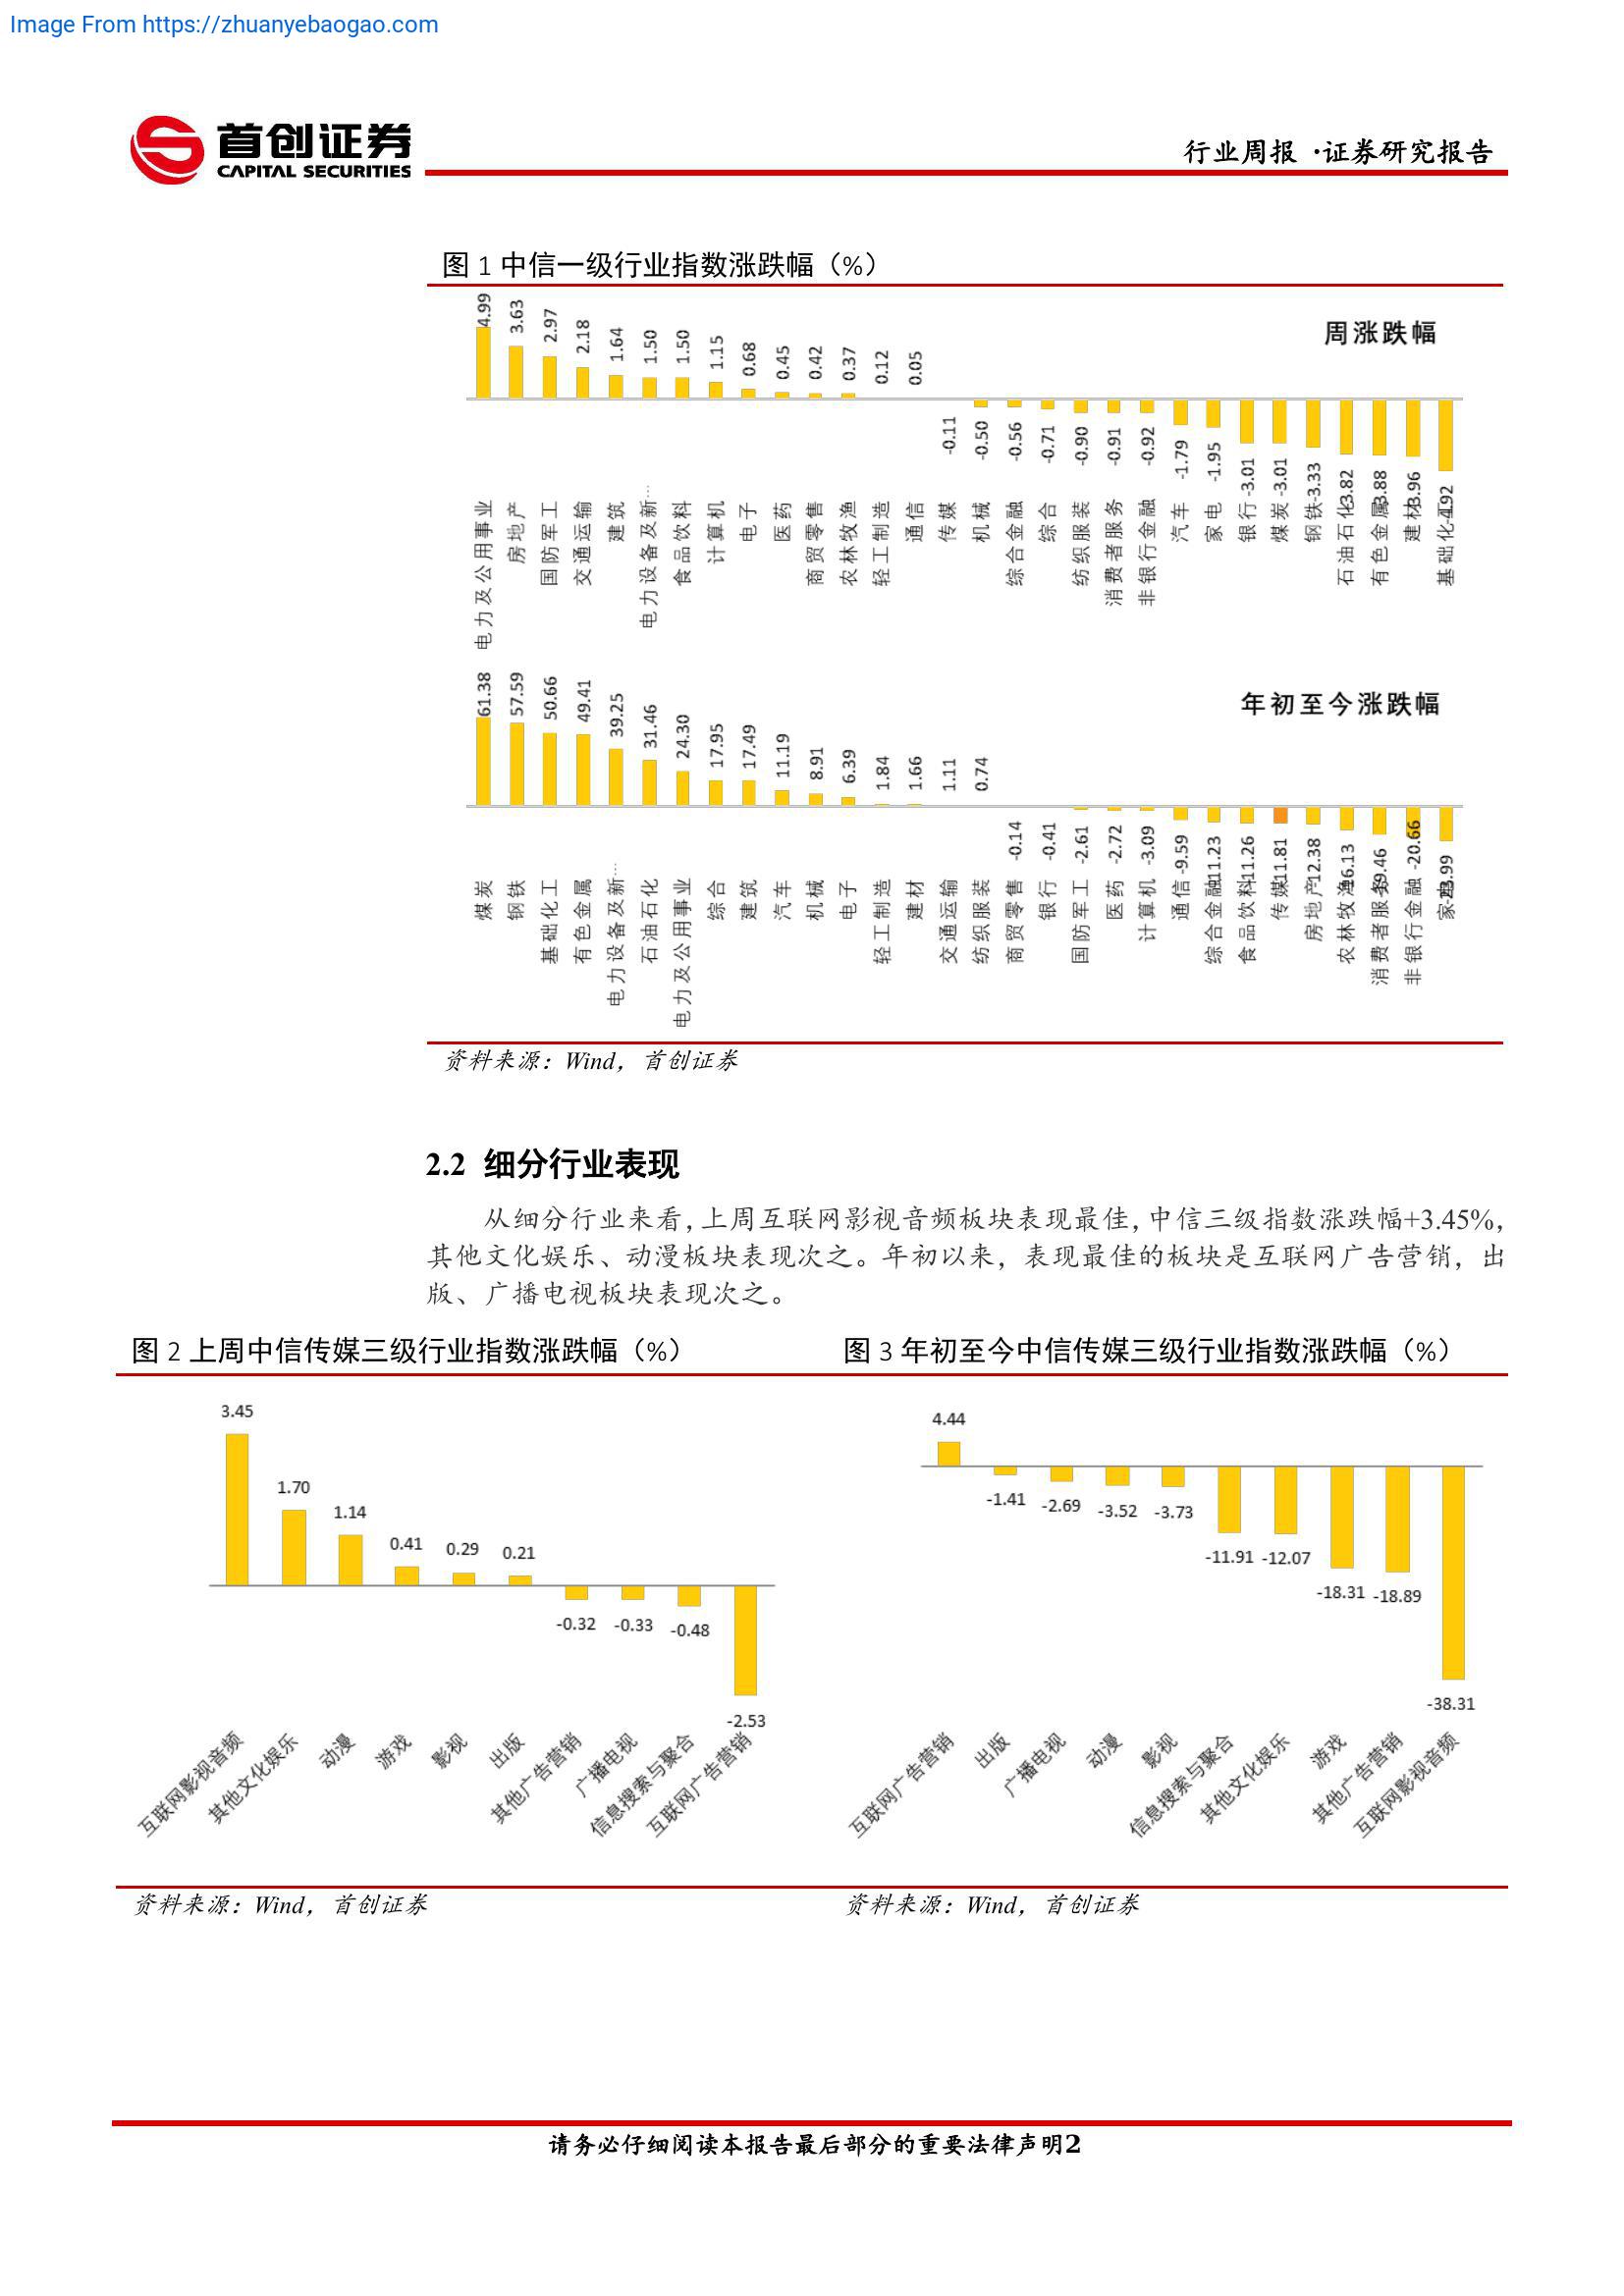 Image From https://zhuanyebaogao.com
首创证券
CAPITAL SECURITIES
行业周报 ·证券研究报告
图 1 中信一级行业指数涨跌幅（%）
周涨跌幅
4.99 3.63 2.97 2.18 1.64 1.50 1.50 1.15 0.68 0.45 0.42 0.37 0.12 0.05
-0.11 -0.50 -0.56 -0.71 -0.90 -0.91 -0.92 -1.79 -1.95 -3.01 -3.01 -3.33 -3.82 -3.88 -3.96 -4.92
电力及公用事业 房地产 国防军工 交通运输 建筑 电力设备及新… 食品饮料 计算机 电子 医药 商贸零售 农林牧渔 轻工制造 通信 传媒 机械 综合金融 综合 纺织服装 消费者服务 非银行金融 汽车 家电 银行 煤炭 钢铁 石油石化 有色金属 建材 基础化工
年初至今涨跌幅
61.38 57.59 50.66 49.41 39.25 31.46 24.30 17.95 17.49 11.19 8.91 6.39 1.84 1.66 1.11 0.74
-0.14 -0.41 -2.61 -2.72 -3.09 -9.59 -11.23 -11.26 -11.81 -12.38 -16.13 -19.46 -20.66 -23.99
煤炭 钢铁 基础化工 有色金属 电力设备及新… 石油石化 电力及公用事业 综合 建筑 汽车 机械 电子 轻工制造 建材 交通运输 纺织服装 商贸零售 银行 国防军工 医药 计算机 通信 综合金融 食品饮料 传媒 房地产 农林牧渔 消费者服务 非银行金融 家电
资料来源：Wind，首创证券
2.2 细分行业表现
从细分行业来看，上周互联网影视音频板块表现最佳，中信三级指数涨跌幅+3.45%，
其他文化娱乐、动漫板块表现次之。年初以来，表现最佳的板块是互联网广告营销，出
版、广播电视板块表现次之。
图 2 上周中信传媒三级行业指数涨跌幅（%）
3.45 1.70 1.14 0.41 0.29 0.21
-0.32 -0.33 -0.48 -2.53
互联网影视音频 其他文化娱乐 动漫 游戏 影视 出版 其他广告营销 广播电视 信息搜索与聚合 互联网广告营销
资料来源：Wind，首创证券
图 3 年初至今中信传媒三级行业指数涨跌幅（%）
4.44
-1.41 -2.69 -3.52 -3.73 -11.91 -12.07 -18.31 -18.89 -38.31
互联网广告营销 出版 广播电视 动漫 影视 信息搜索与聚合 其他文化娱乐 游戏 其他广告营销 互联网影视音频
资料来源：Wind，首创证券
请务必仔细阅读本报告最后部分的重要法律声明2